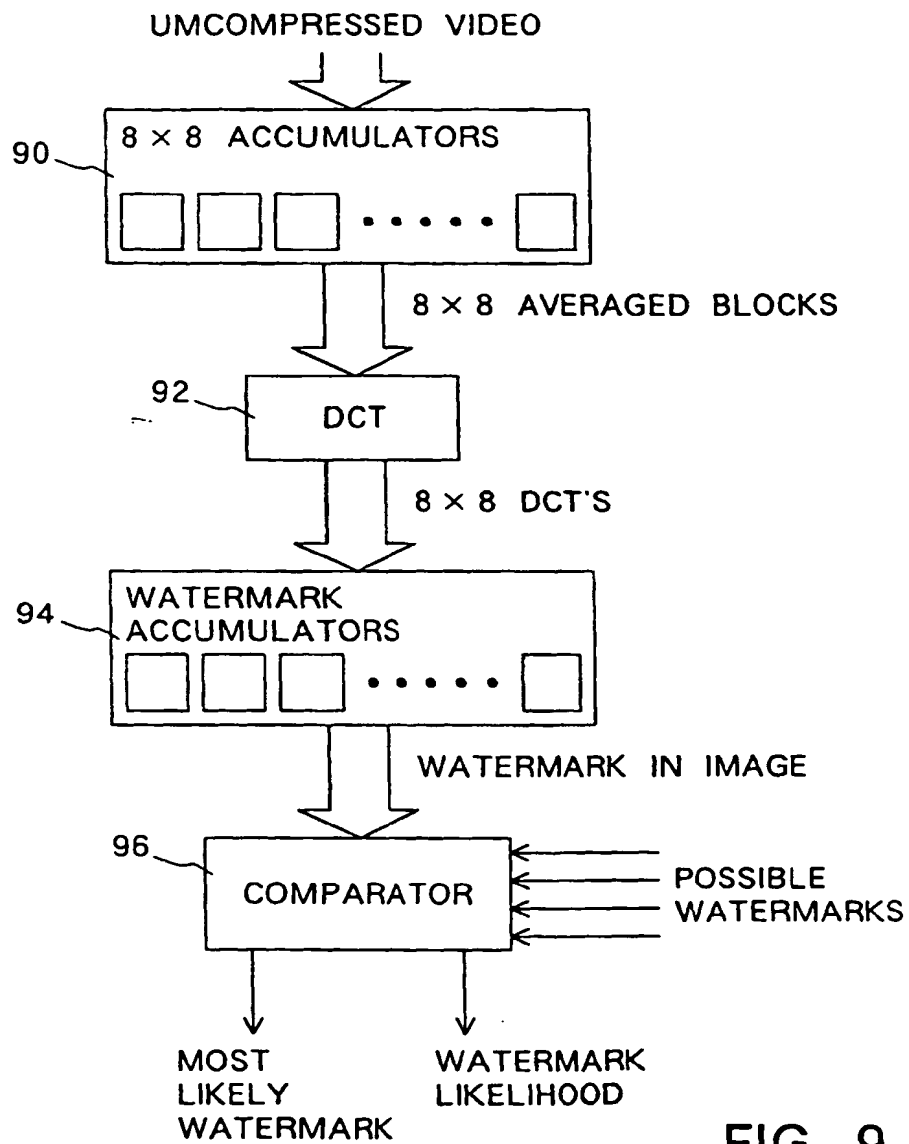 UMCOMPRESSED VIDEO
8 × 8 ACCUMULATORS
90
8 × 8 AVERAGED BLOCKS
92
DCT
8 × 8 DCT'S
WATERMARK
ACCUMULATORS
94
WATERMARK IN IMAGE
96
COMPARATOR
POSSIBLE
WATERMARKS
MOST
LIKELY
WATERMARK
WATERMARK
LIKELIHOOD
FIG. 9